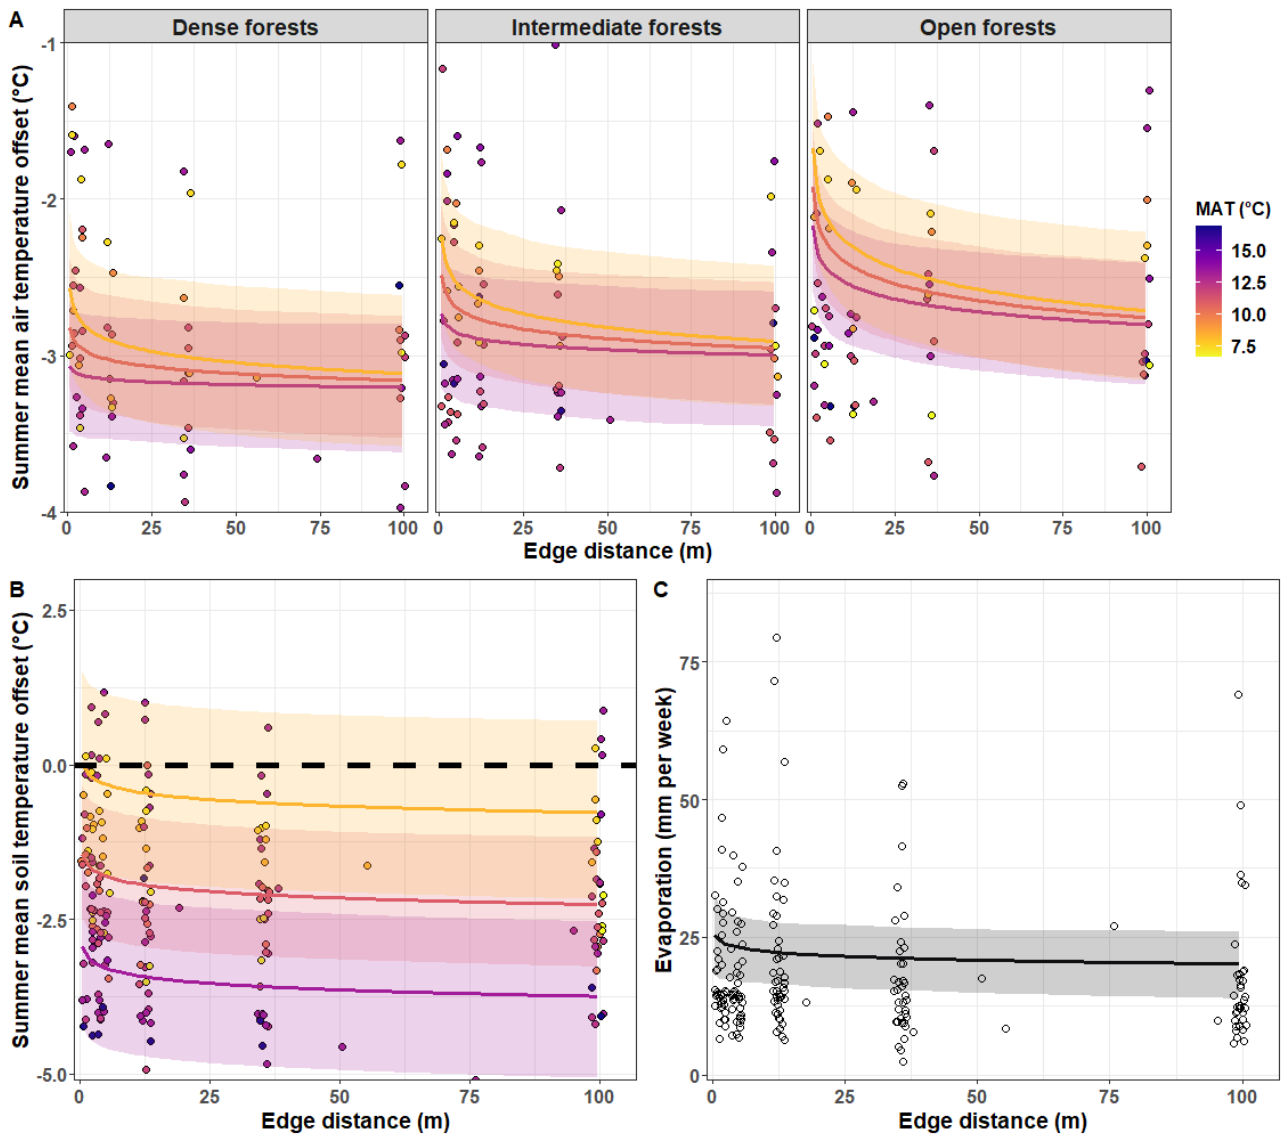 A
Dense forests
Intermediate forests
Open forests
Summer mean air temperature offset (°C)
-1
-2
-3
-4
0 25 50 75 100
0 25 50 75 100
0 25 50 75 100
Edge distance (m)
MAT (°C)
15.0
12.5
10.0
7.5
B
Summer mean soil temperature offset (°C)
2.5
0.0
-2.5
-5.0
0 25 50 75 100
Edge distance (m)
C
Evaporation (mm per week)
75
50
25
0
0 25 50 75 100
Edge distance (m)